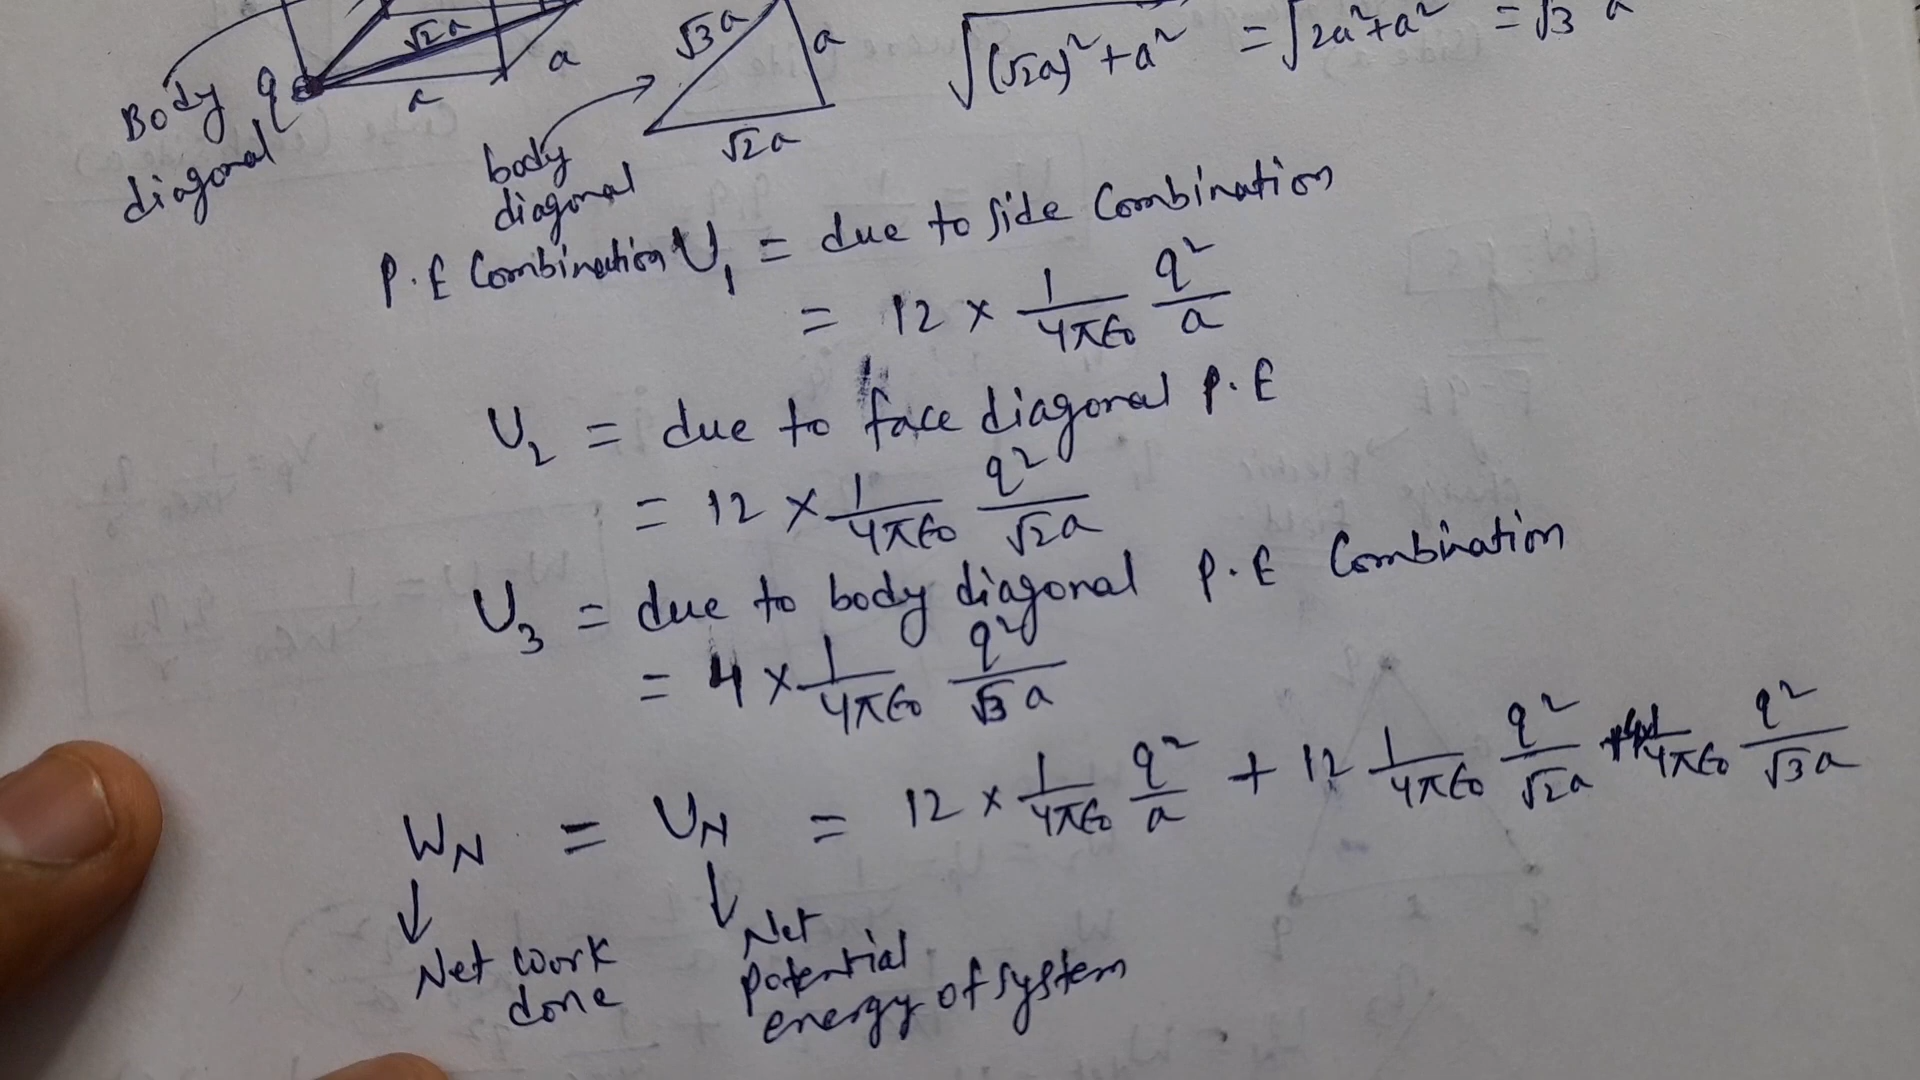 √2a
a
a
q
Body
diagonal
√3a
a
√2a
body
diagonal
√(√2a)² + a² = √2a² + a² = √3 a
P.E Combination U₁ = due to side Combination
= 12 × 1/4πε₀ q²/a
U₂ = due to face diagonal P.E
= 12 × 1/4πε₀ q²/√2a
U₃ = due to body diagonal P.E Combination
= 4 × 1/4πε₀ q²/√3a
W_N = U_N = 12 × 1/4πε₀ q²/a + 12 1/4πε₀ q²/√2a + 4 1/4πε₀ q²/√3a
↓ Net work done
↓ Net potential energy of system